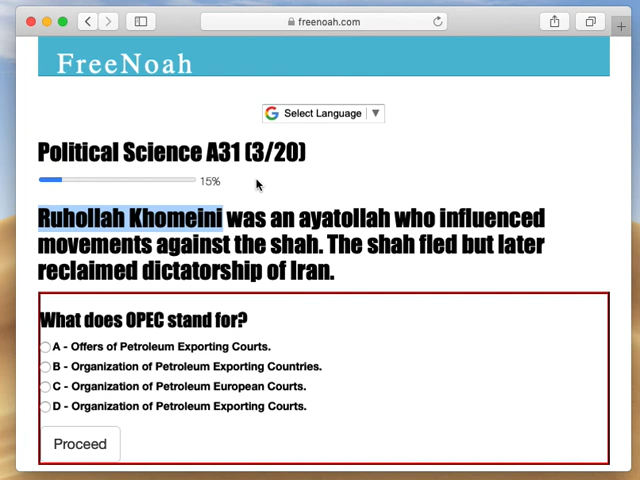 freenoah.com
FreeNoah
Select Language ▼
Political Science A31 (3/20)
15%
Ruhollah Khomeini was an ayatollah who influenced
movements against the shah. The shah fled but later
reclaimed dictatorship of Iran.
What does OPEC stand for?
A - Offers of Petroleum Exporting Courts.
B - Organization of Petroleum Exporting Countries.
C - Organization of Petroleum European Courts.
D - Organization of Petroleum Exporting Courts.
Proceed